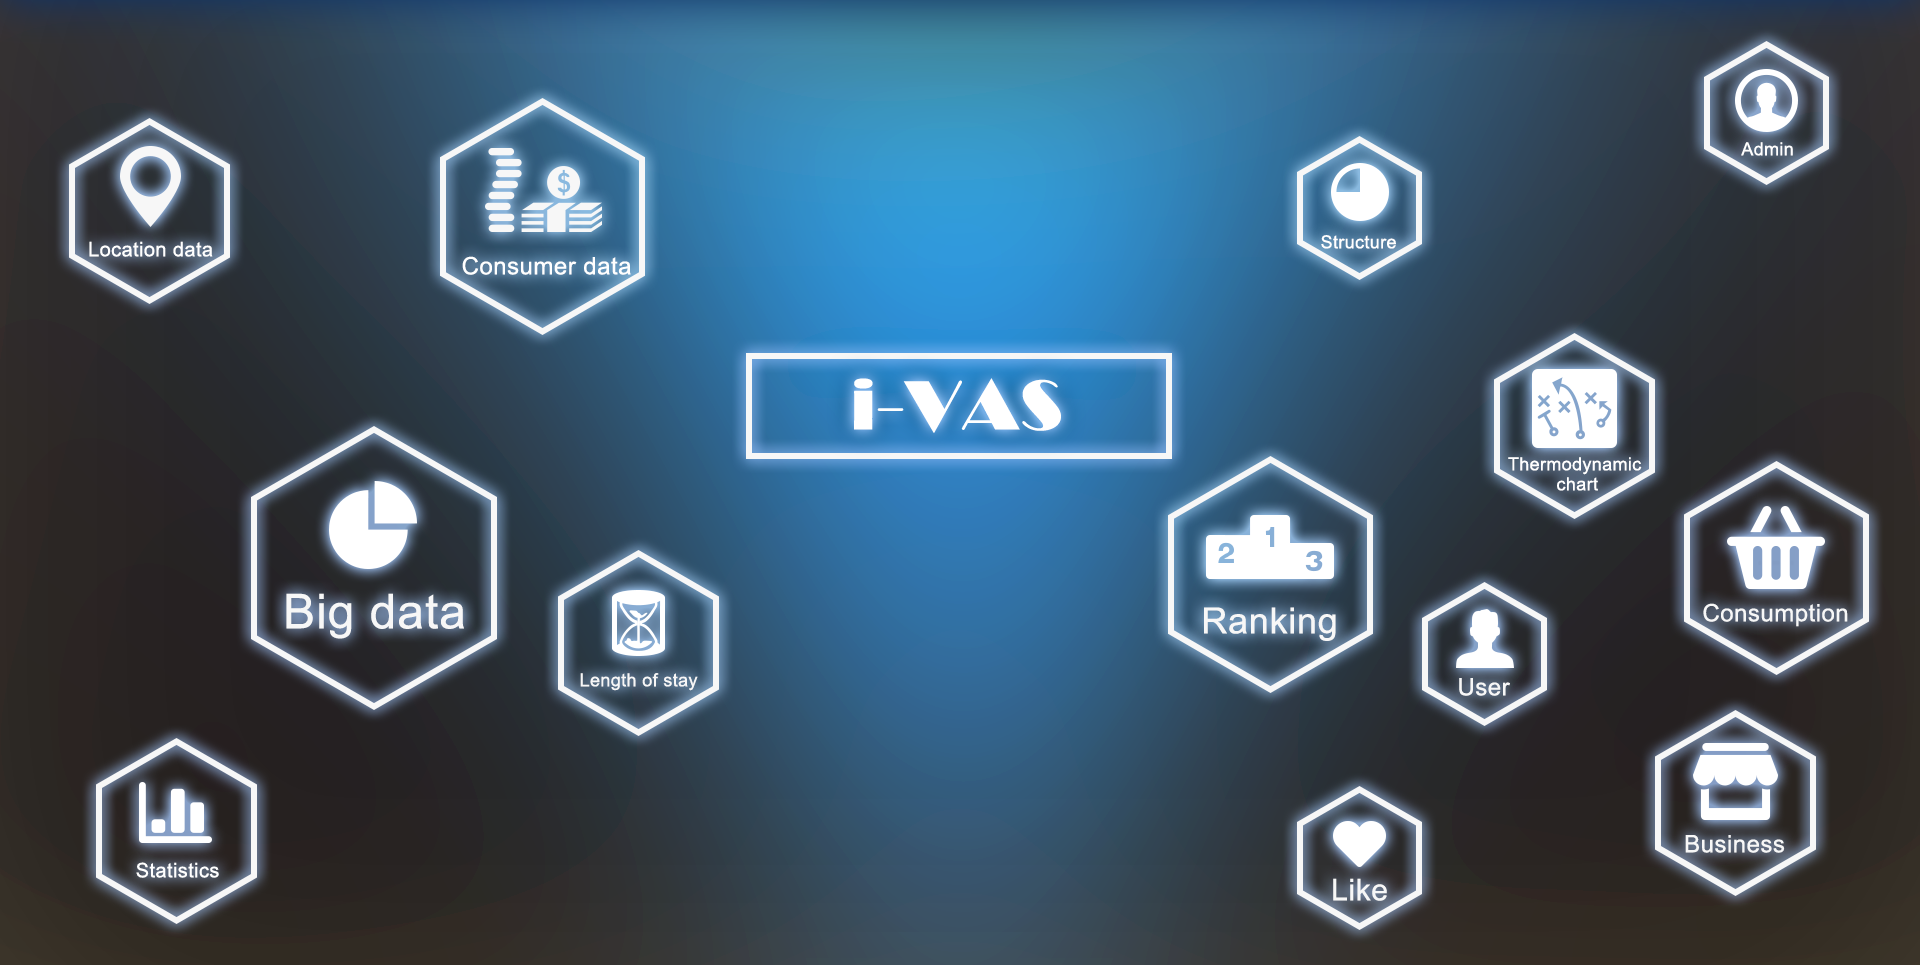 Admin
Location data
$
Consumer data
Structure
i-VAS
Thermodynamic
chart
Big data
1
2
3
Ranking
Consumption
Length of stay
User
Statistics
Business
Like